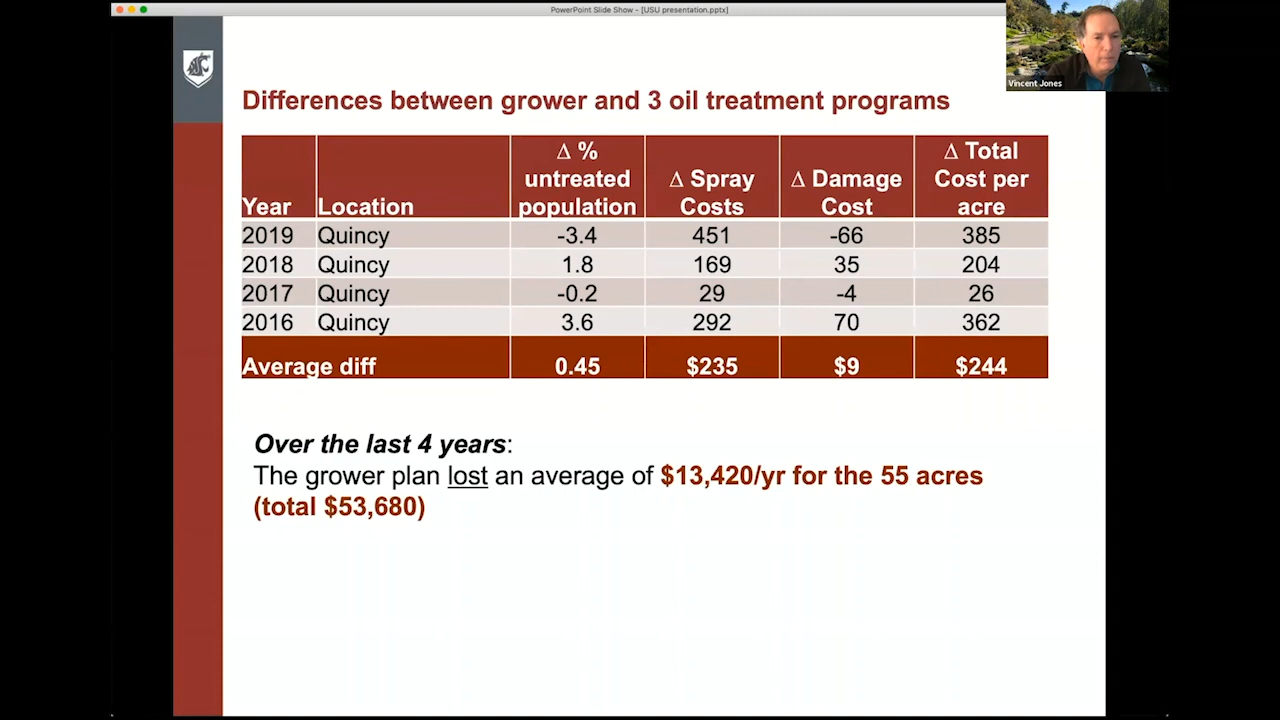 PowerPoint Slide Show - [USU presentation.pptx]
Vincent Jones
Differences between grower and 3 oil treatment programs
Year Location Δ % untreated population Δ Spray Costs Δ Damage Cost Δ Total Cost per acre
2019 Quincy -3.4 451 -66 385
2018 Quincy 1.8 169 35 204
2017 Quincy -0.2 29 -4 26
2016 Quincy 3.6 292 70 362
Average diff 0.45 $235 $9 $244
Over the last 4 years:
The grower plan lost an average of $13,420/yr for the 55 acres
(total $53,680)